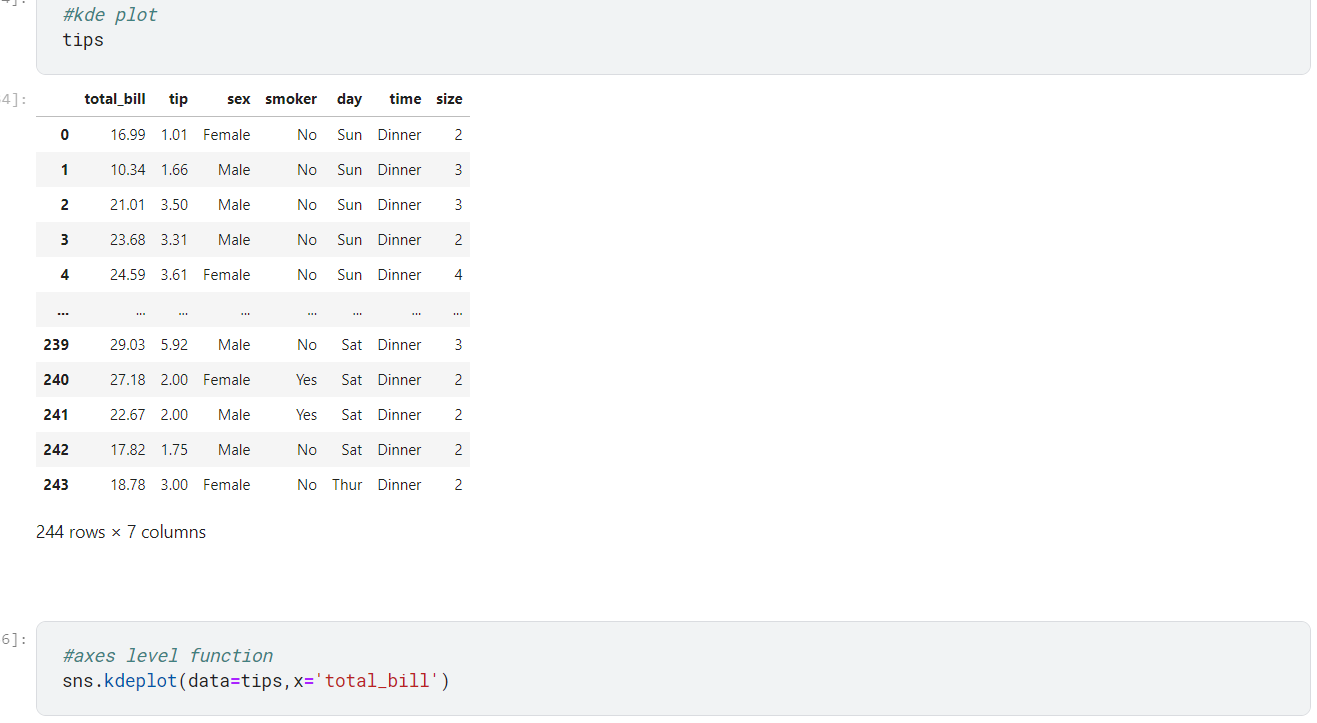 4]:
#kde plot
tips
4]:
total_bill tip sex smoker day time size
0 16.99 1.01 Female No Sun Dinner 2
1 10.34 1.66 Male No Sun Dinner 3
2 21.01 3.50 Male No Sun Dinner 3
3 23.68 3.31 Male No Sun Dinner 2
4 24.59 3.61 Female No Sun Dinner 4
... ... ... ... ... ... ... ...
239 29.03 5.92 Male No Sat Dinner 3
240 27.18 2.00 Female Yes Sat Dinner 2
241 22.67 2.00 Male Yes Sat Dinner 2
242 17.82 1.75 Male No Sat Dinner 2
243 18.78 3.00 Female No Thur Dinner 2
244 rows × 7 columns
6]:
#axes level function
sns.kdeplot(data=tips,x='total_bill')